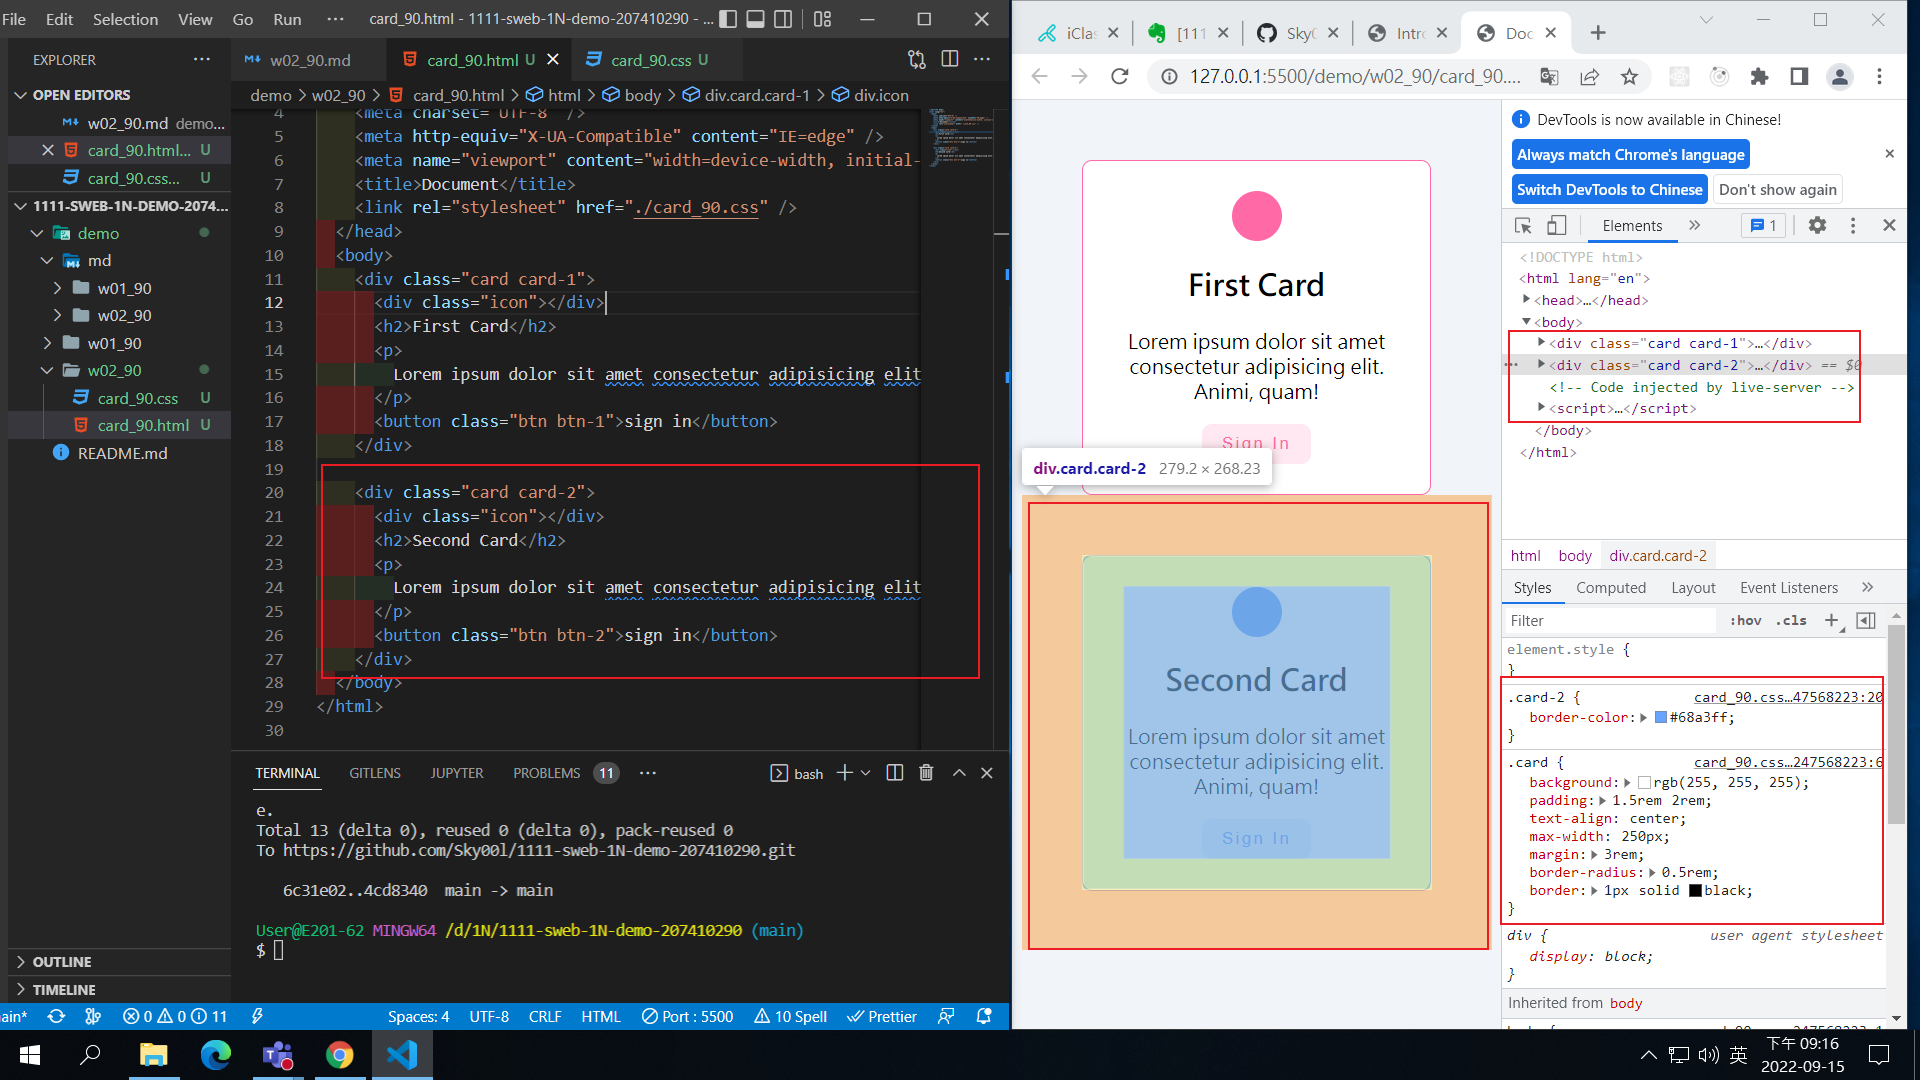 File Edit Selection View Go Run ··· card_90.html - 1111-sweb-1N-demo-207410290 - ...
EXPLORER
OPEN EDITORS
w02_90.md demo...
card_90.html... U
card_90.css... U
1111-SWEB-1N-DEMO-2074...
demo
md
w01_90
w02_90
w01_90
w02_90
card_90.css U
card_90.html U
README.md
OUTLINE
TIMELINE
w02_90.md card_90.html U card_90.css U
demo > w02_90 > card_90.html > html > body > div.card.card-1 > div.icon
4 <meta charset="UTF-8" />
5 <meta http-equiv="X-UA-Compatible" content="IE=edge" />
6 <meta name="viewport" content="width=device-width, initial-
7 <title>Document</title>
8 <link rel="stylesheet" href="./card_90.css" />
9 </head>
10 <body>
11 <div class="card card-1">
12 <div class="icon"></div>
13 <h2>First Card</h2>
14 <p>
15 Lorem ipsum dolor sit amet consectetur adipisicing elit
16 </p>
17 <button class="btn btn-1">sign in</button>
18 </div>
19
20 <div class="card card-2">
21 <div class="icon"></div>
22 <h2>Second Card</h2>
23 <p>
24 Lorem ipsum dolor sit amet consectetur adipisicing elit
25 </p>
26 <button class="btn btn-2">sign in</button>
27 </div>
28 </body>
29 </html>
30
TERMINAL GITLENS JUPYTER PROBLEMS 11 ··· bash
e.
Total 13 (delta 0), reused 0 (delta 0), pack-reused 0
To https://github.com/Sky00l/1111-sweb-1N-demo-207410290.git
6c31e02..4cd8340 main -> main
User@E201-62 MINGW64 /d/1N/1111-sweb-1N-demo-207410290 (main)
$
ain* 0 0 11 Spaces: 4 UTF-8 CRLF HTML Port : 5500 10 Spell Prettier
iClas [111 Sky0 Intro Doc
127.0.0.1:5500/demo/w02_90/card_90....
First Card
Lorem ipsum dolor sit amet
consectetur adipisicing elit.
Animi, quam!
Sign In
div.card.card-2 279.2 × 268.23
Second Card
Lorem ipsum dolor sit amet
consectetur adipisicing elit.
Animi, quam!
Sign In
DevTools is now available in Chinese!
Always match Chrome's language
Switch DevTools to Chinese Don't show again
Elements 1
<!DOCTYPE html>
<html lang="en">
<head>…</head>
<body>
<div class="card card-1">…</div>
<div class="card card-2">…</div> == $0
<!-- Code injected by live-server -->
<script>…</script>
</body>
</html>
html body div.card.card-2
Styles Computed Layout Event Listeners
Filter :hov .cls
element.style {
}
.card-2 { card_90.css…47568223:20
border-color: #68a3ff;
}
.card { card_90.css…247568223:6
background: rgb(255, 255, 255);
padding: 1.5rem 2rem;
text-align: center;
max-width: 250px;
margin: 3rem;
border-radius: 0.5rem;
border: 1px solid black;
}
div { user agent stylesheet
display: block;
}
Inherited from body
英
下午 09:16
2022-09-15